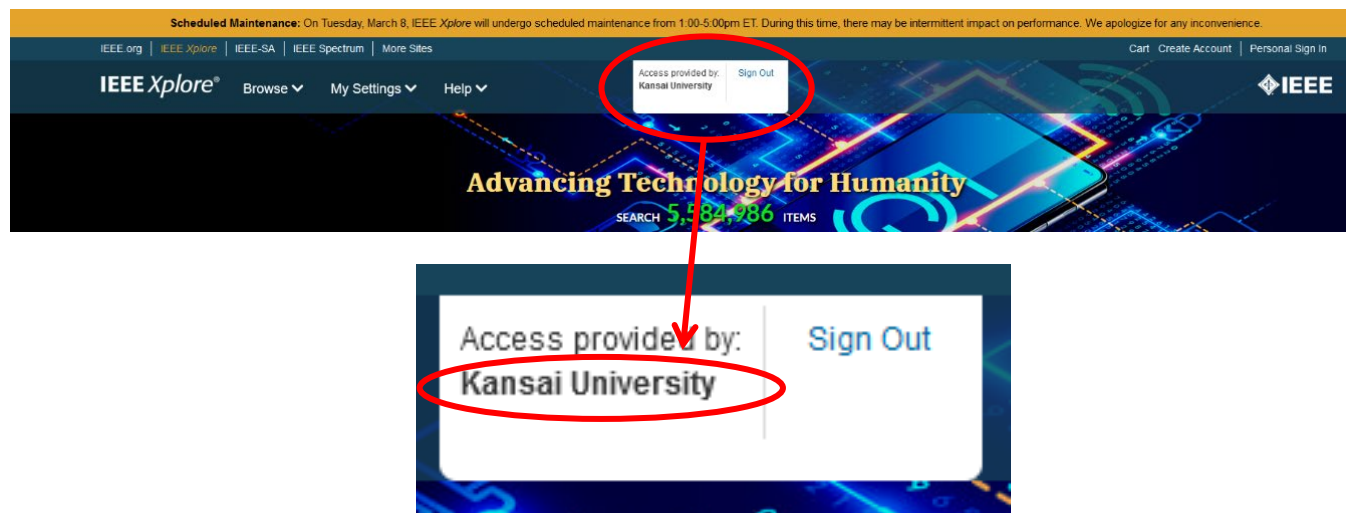 Scheduled Maintenance: On Tuesday, March 8, IEEE Xplore will undergo scheduled maintenance from 1:00-5:00pm ET. During this time, there may be intermittent impact on performance. We apologize for any inconvenience.
IEEE.org | IEEE Xplore | IEEE-SA | IEEE Spectrum | More Sites
Cart Create Account | Personal Sign In
IEEE Xplore® Browse My Settings Help
Access provided by: Sign Out
Kansai University
IEEE
Advancing Technology for Humanity
SEARCH 5,584,986 ITEMS
Access provided by: Sign Out
Kansai University